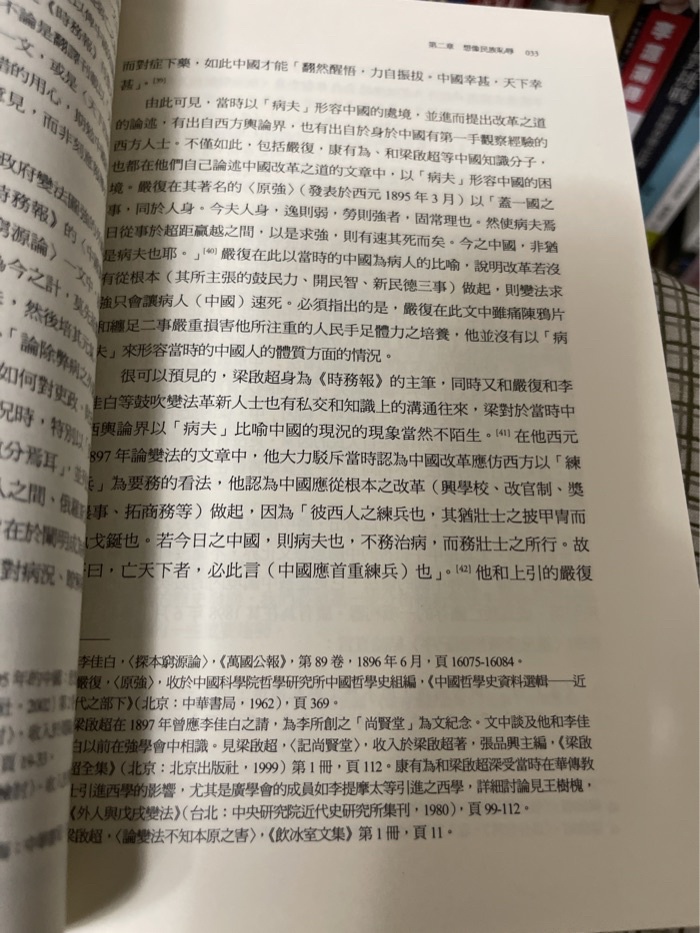 第二章　想像民族恥辱　033
而對症下藥，如此中國才能「翻然醒悟，力自振拔。中國幸甚，天下幸
甚」。[39]
由此可見，當時以「病夫」形容中國的處境，並進而提出改革之道
的論述，有出自西方輿論界，也有出自於身於中國有第一手觀察經驗的
西方人士。不僅如此，包括嚴復，康有為、和梁啟超等中國知識分子，
也都在他們自己論述中國改革之道的文章中，以「病夫」形容中國的困
境。嚴復在其著名的〈原強〉（發表於西元1895年3月）以「蓋一國之
事，同於人身。今夫人身，逸則弱，勞則強者，固常理也。然使病夫焉
日從事於超距贏越之間，以是求強，則有速其死而矣。今之中國，非猶
是病夫也耶。」[40] 嚴復在此以當時的中國為病人的比喻，說明改革若沒
有從根本（其所主張的鼓民力、開民智、新民德三事）做起，則變法求
強只會讓病人（中國）速死。必須指出的是，嚴復在此文中雖痛陳鴉片
和纏足二事嚴重損害他所注重的人民手足體力之培養，他並沒有以「病
夫」來形容當時的中國人的體質方面的情況。
很可以預見的，梁啟超身為《時務報》的主筆，同時又和嚴復和李
佳白等鼓吹變法革新人士也有私交和知識上的溝通往來，梁對於當時中
西輿論界以「病夫」比喻中國的現況的現象當然不陌生。[41] 在他西元
1897年論變法的文章中，他大力駁斥當時認為中國改革應仿西方以「練
兵」為要務的看法，他認為中國應從根本之改革（興學校、改官制、獎
農事、拓商務等）做起，因為「彼西人之練兵也，其猶壯士之披甲冑而
戈鋋也。若今日之中國，則病夫也，不務治病，而務壯士之所行。故
曰，亡天下者，必此言（中國應首重練兵）也」。[42] 他和上引的嚴復
李佳白，〈探本窮源論〉，《萬國公報》，第89卷，1896年6月，頁16075-16084。
嚴復，〈原強〉，收於中國科學院哲學研究所中國哲學史組編，《中國哲學史資料選輯──近
代之部下》（北京：中華書局，1962），頁369。
梁啟超在1897年曾應李佳白之請，為李所創之「尚賢堂」為文紀念。文中談及他和李佳
白以前在強學會中相識。見梁啟超，〈記尚賢堂〉，收入於梁啟超著，張品興主編，《梁啟
超全集》（北京：北京出版社，1999）第1冊，頁112。康有為和梁啟超深受當時在華傳教
士引進西學的影響，尤其是廣學會的成員如李提摩太等引進之西學，詳細討論見王樹槐，
《外人與戊戌變法》（台北：中央研究院近代史研究所集刊，1980），頁99-112。
梁啟超，〈論變法不知本原之害〉，《飲冰室文集》第1冊，頁11。